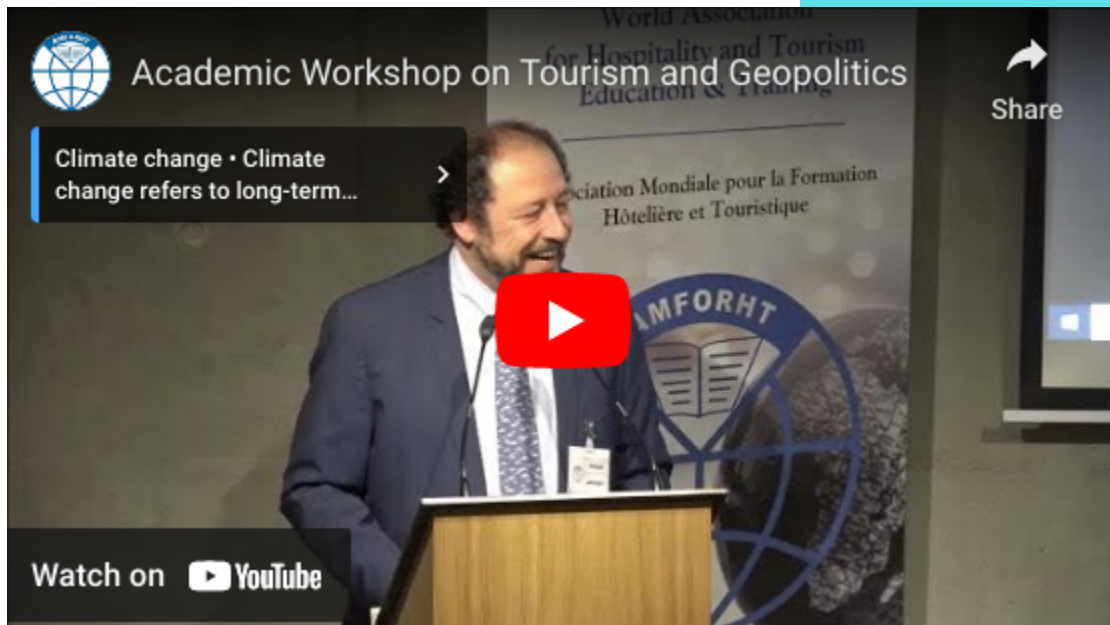 World Association
for Hospitality and Tourism
Education & Training
Academic Workshop on Tourism and Geopolitics
Share
Climate change • Climate
change refers to long-term…
ciation Mondiale pour la Formation
Hôtelière et Touristique
AMFORHT
Watch on YouTube